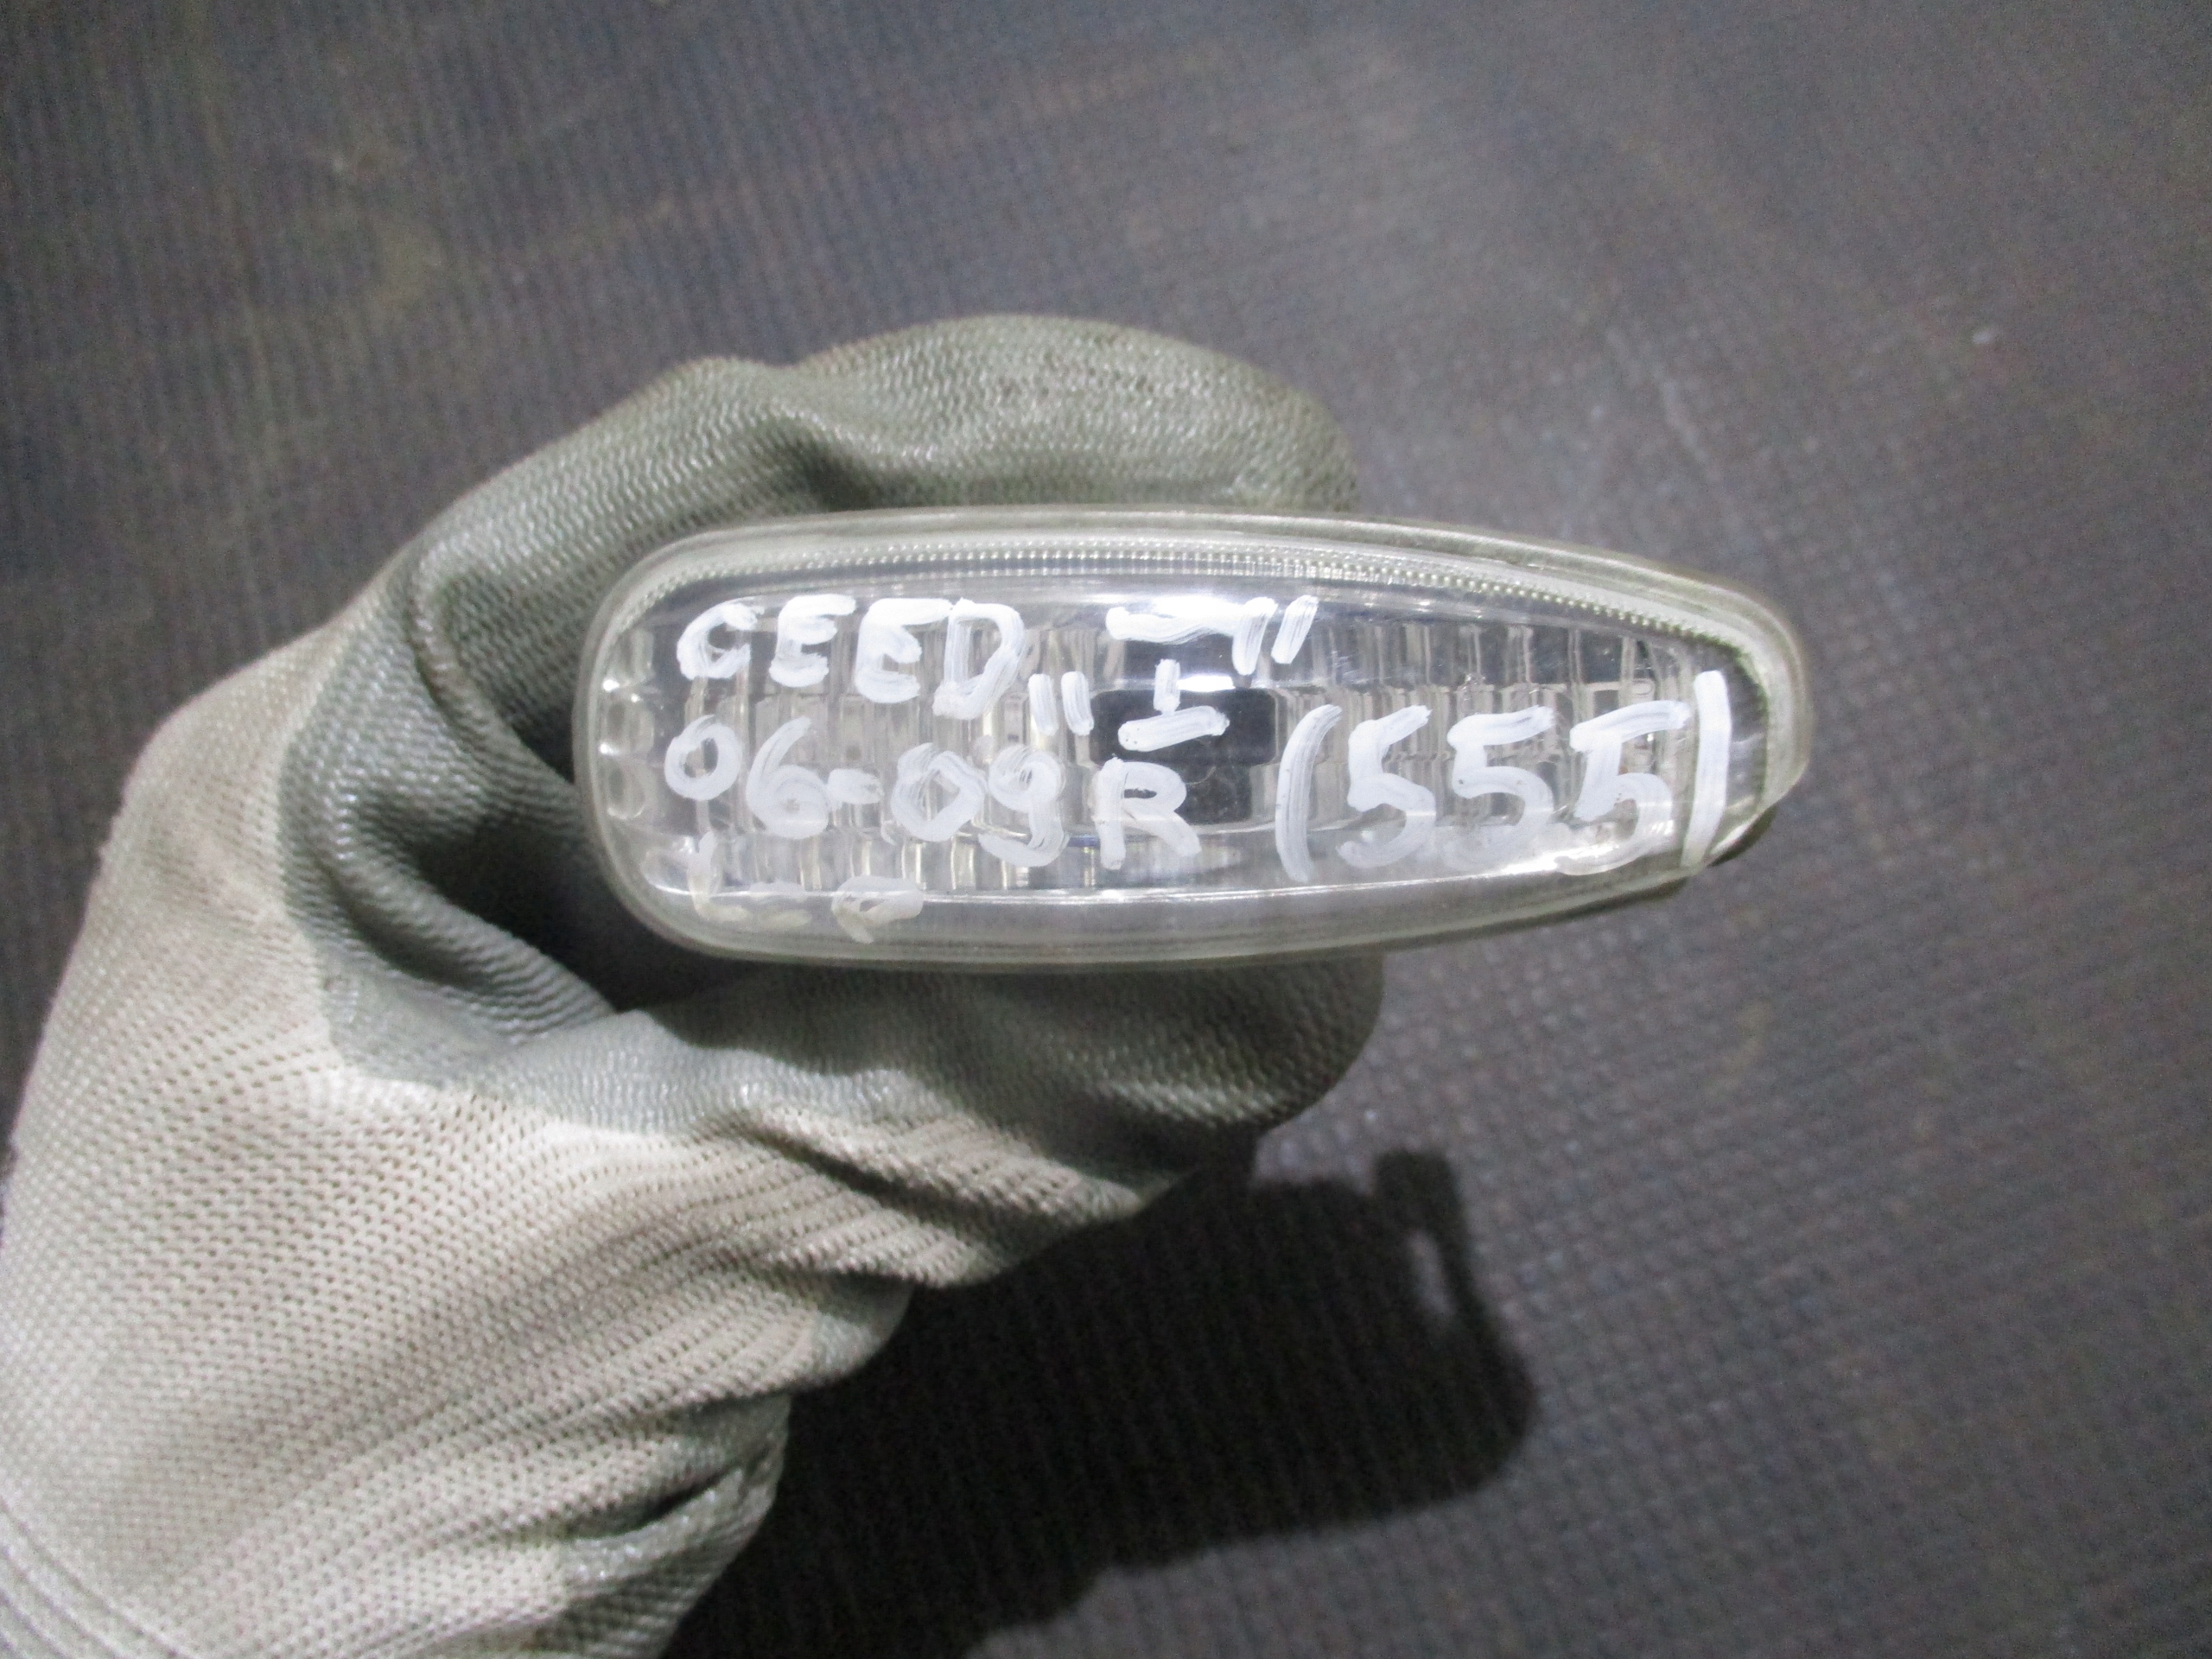 CEED „I"
06-09 R (555)